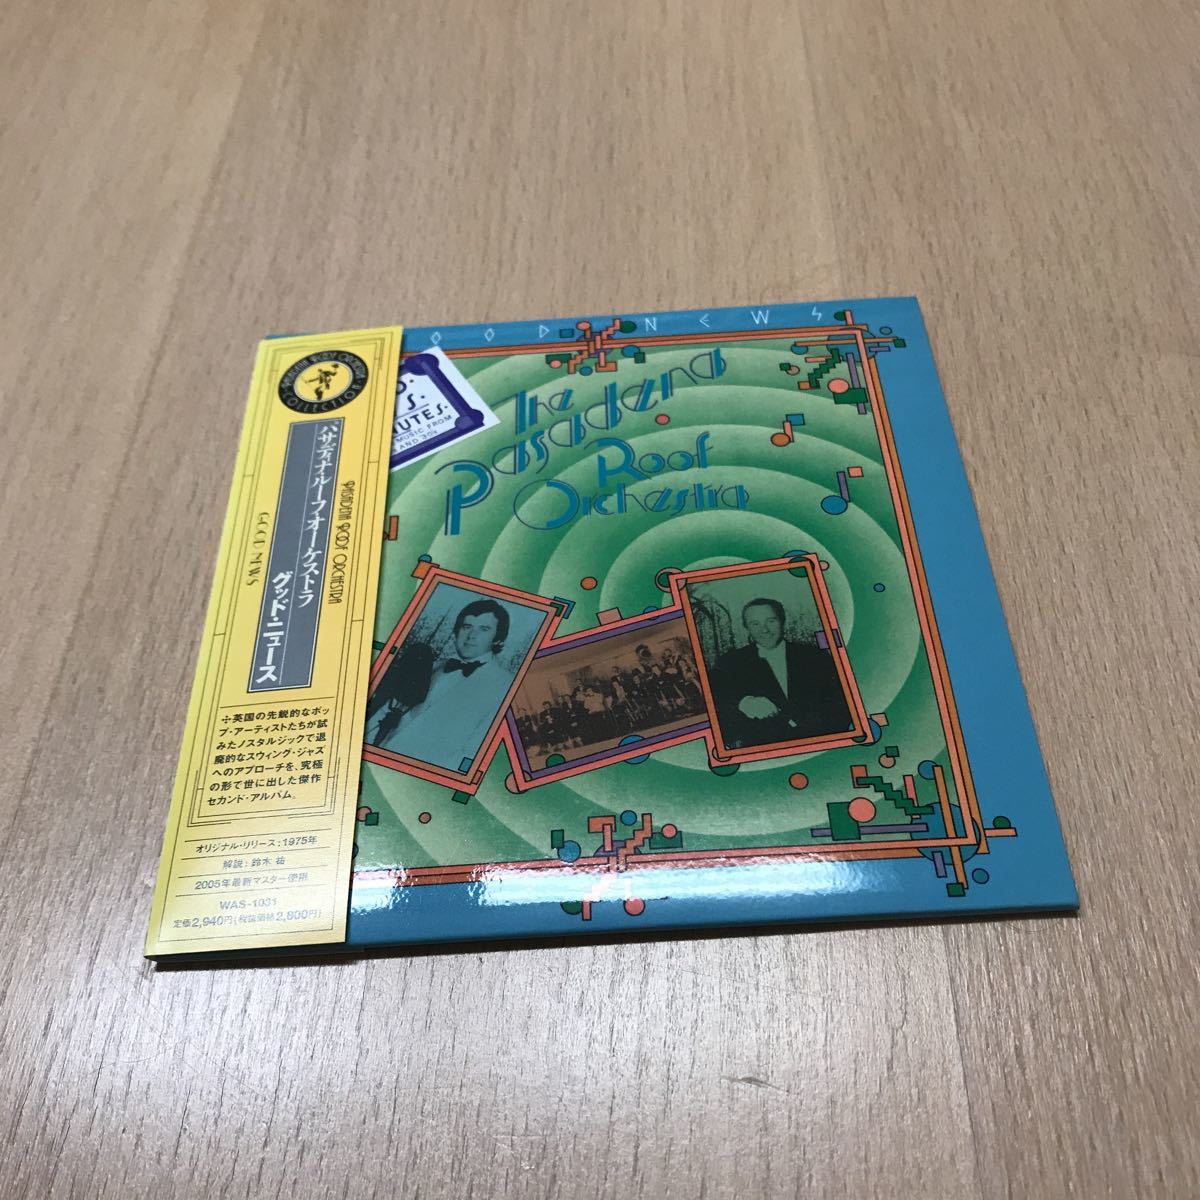 PASADENA ROOF ORCHESTRA
COLLECTION
パサディナ・ルーフ・オーケストラ
グッド・ニュース
PASADENA ROOF ORCHESTRA
GOOD NEWS
✣英国の先鋭的なポッ
プ・アーティストたちが試
みたノスタルジックで退
廃的なスウィング・ジャズ
へのアプローチを、究極
の形で世に出した傑作
セカンド・アルバム。
オリジナル・リリース：1975年
解説：鈴木 祐
2005年最新マスター使用
WAS-1031
定価2,940円(税抜価格2,800円)
OOD NEWS
MUSIC FROM
AND 30's
The
Pasadena
Roof
Orchestra